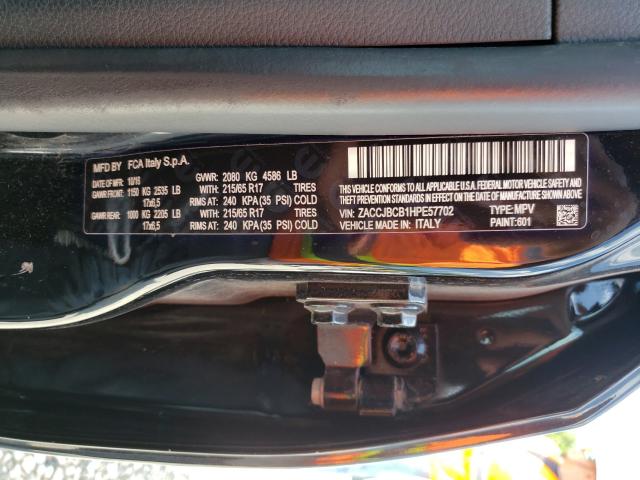 MFD BY FCA Italy S.p.A.
DATE OF MFD: 10/16 GVWR: 2080 KG 4586 LB
GAWR FRONT: 1150 KG 2535 LB WITH: 215/65 R17 TIRES
17x6,5 RIMS AT: 240 KPA(35 PSI) COLD
GAWR REAR: 1000 KG 2205 LB WITH: 215/65 R17 TIRES
17x6,5 RIMS AT: 240 KPA(35 PSI) COLD
THIS VEHICLE CONFORMS TO ALL APPLICABLE U.S.A. FEDERAL MOTOR
VEHICLE SAFETY, BUMPER, AND THEFT PREVENTION STANDARDS
IN EFFECT ON THE DATE OF MANUFACTURE SHOWN ABOVE
VIN: ZACCJBCB1HPE57702 TYPE: MPV
VEHICLE MADE IN: ITALY PAINT: 601